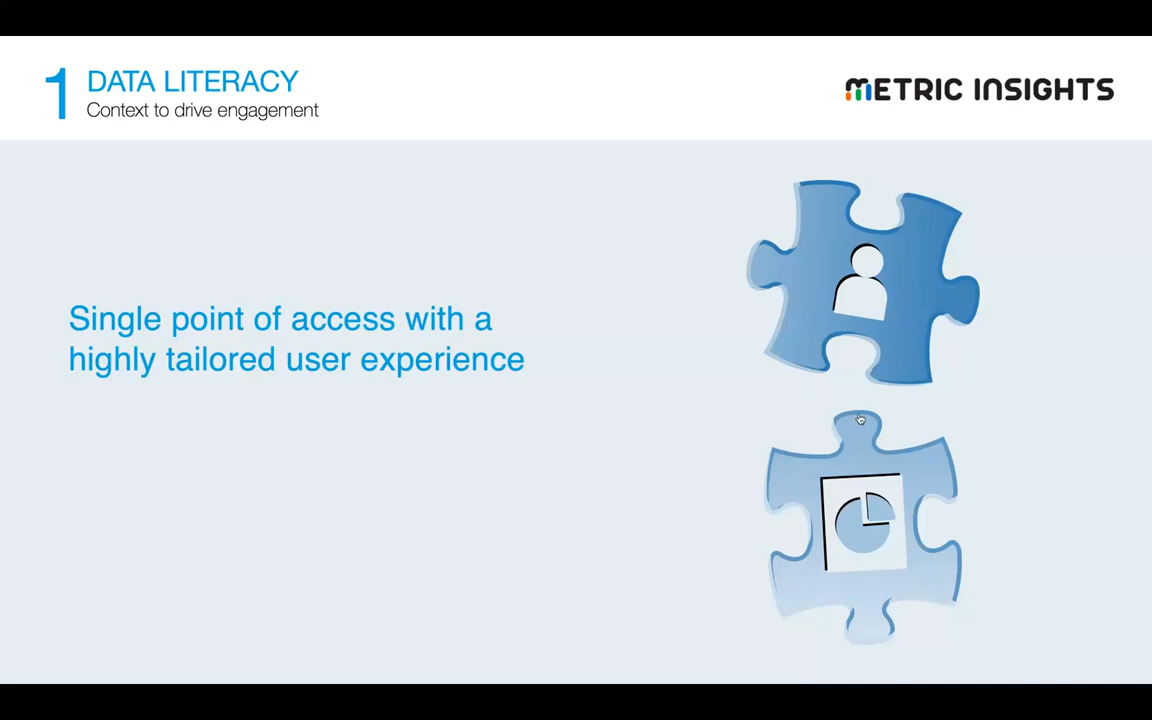 1
DATA LITERACY
Context to drive engagement
METRIC INSIGHTS
Single point of access with a
highly tailored user experience